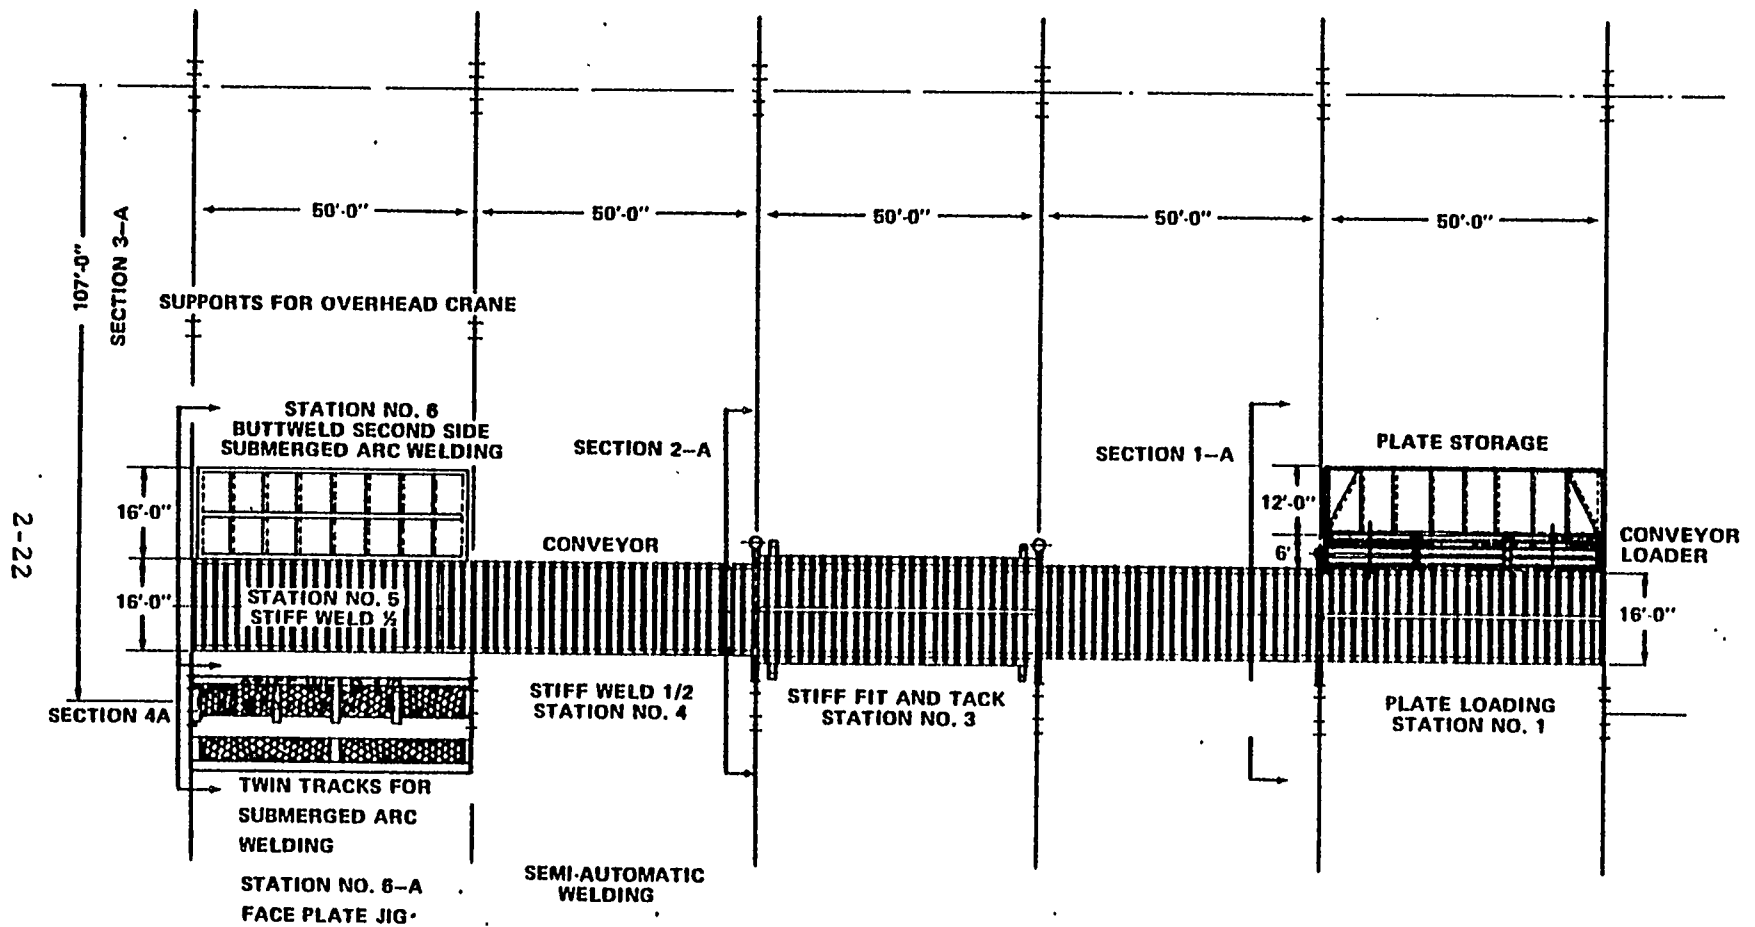 50'-0"
50'-0"
50'-0"
50'-0"
50'-0"
107'-0"
SECTION 3-A
SUPPORTS FOR OVERHEAD CRANE
STATION NO. 6
BUTTWELD SECOND SIDE
SUBMERGED ARC WELDING
SECTION 2-A
SECTION 1-A
PLATE STORAGE
16'-0"
12'-0"
6'
CONVEYOR
LOADER
CONVEYOR
2-22
16'-0"
STATION NO. 5
STIFF WELD ½
16'-0"
SECTION 4A
STIFF WELD 1/2
STATION NO. 4
STIFF FIT AND TACK
STATION NO. 3
PLATE LOADING
STATION NO. 1
TWIN TRACKS FOR
SUBMERGED ARC
WELDING
STATION NO. 6-A
FACE PLATE JIG
SEMI-AUTOMATIC
WELDING